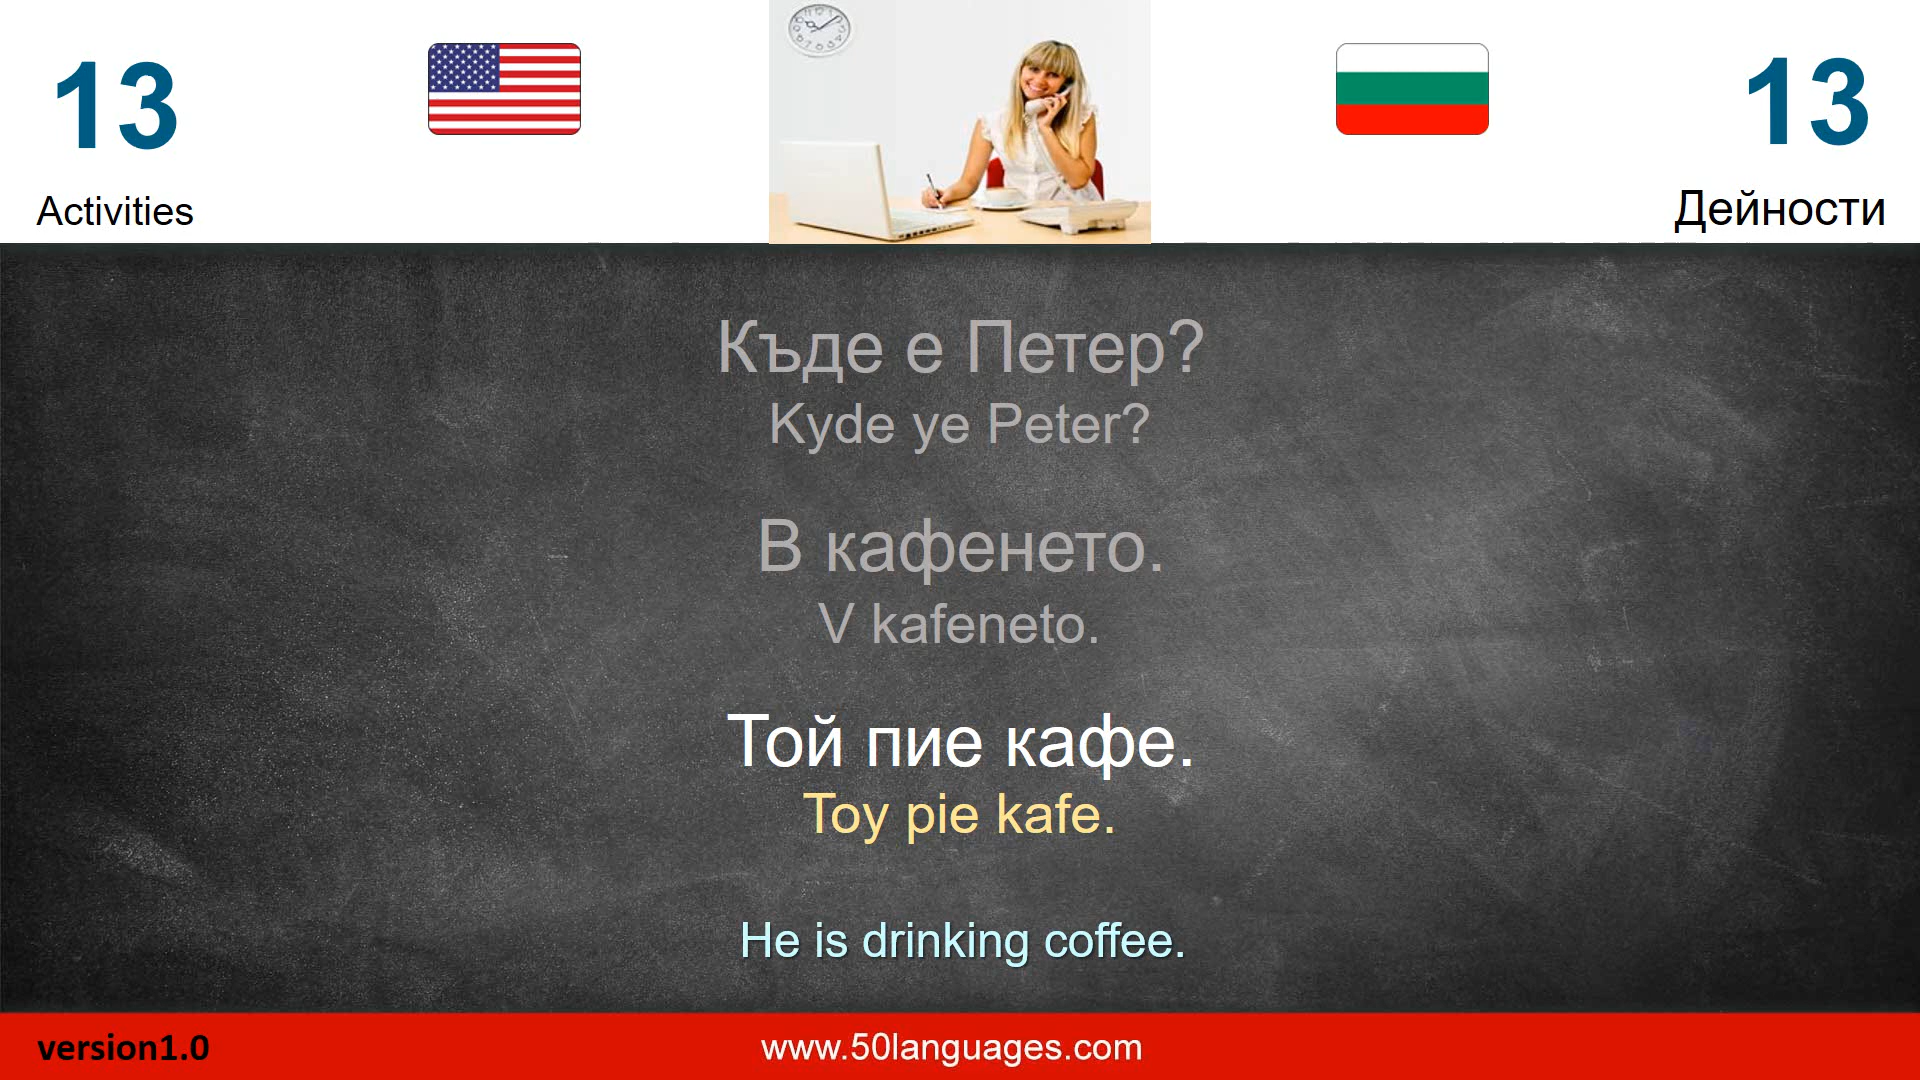 13
13
Activities
Дейности
Къде е Петер?
Kyde ye Peter?
В кафенето.
V kafeneto.
Той пие кафе.
Toy pie kafe.
He is drinking coffee.
version1.0
www.50languages.com